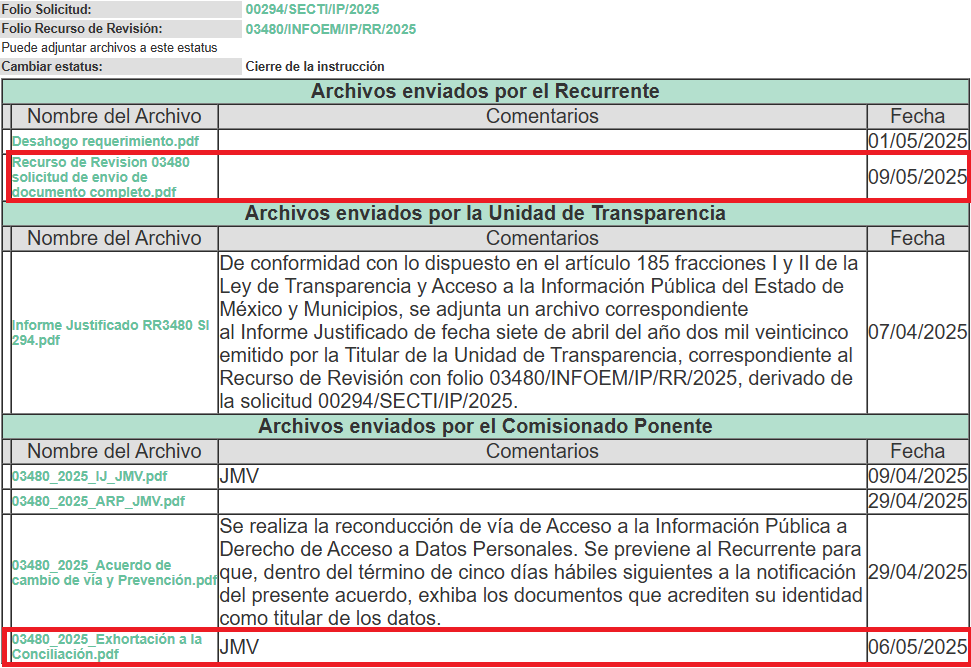 Folio Solicitud: 00294/SECTI/IP/2025
Folio Recurso de Revisión: 03480/INFOEM/IP/RR/2025
Puede adjuntar archivos a este estatus
Cambiar estatus: Cierre de la instrucción
Archivos enviados por el Recurrente
Nombre del Archivo Comentarios Fecha
Desahogo requerimiento.pdf 01/05/2025
Recurso de Revision 03480
solicitud de envio de
documento completo.pdf
09/05/2025
Archivos enviados por la Unidad de Transparencia
Nombre del Archivo Comentarios Fecha
Informe Justificado RR3480 SI
294.pdf
De conformidad con lo dispuesto en el artículo 185 fracciones I y II de la
Ley de Transparencia y Acceso a la Información Pública del Estado de
México y Municipios, se adjunta un archivo correspondiente
al Informe Justificado de fecha siete de abril del año dos mil veinticinco
emitido por la Titular de la Unidad de Transparencia, correspondiente al
Recurso de Revisión con folio 03480/INFOEM/IP/RR/2025, derivado de
la solicitud 00294/SECTI/IP/2025.
07/04/2025
Archivos enviados por el Comisionado Ponente
Nombre del Archivo Comentarios Fecha
03480_2025_IJ_JMV.pdf JMV 09/04/2025
03480_2025_ARP_JMV.pdf 29/04/2025
03480_2025_Acuerdo de
cambio de vía y Prevención.pdf
Se realiza la reconducción de vía de Acceso a la Información Pública a
Derecho de Acceso a Datos Personales. Se previene al Recurrente para
que, dentro del término de cinco días hábiles siguientes a la notificación
del presente acuerdo, exhiba los documentos que acrediten su identidad
como titular de los datos.
29/04/2025
03480_2025_Exhortación a la
Conciliación.pdf
JMV
06/05/2025